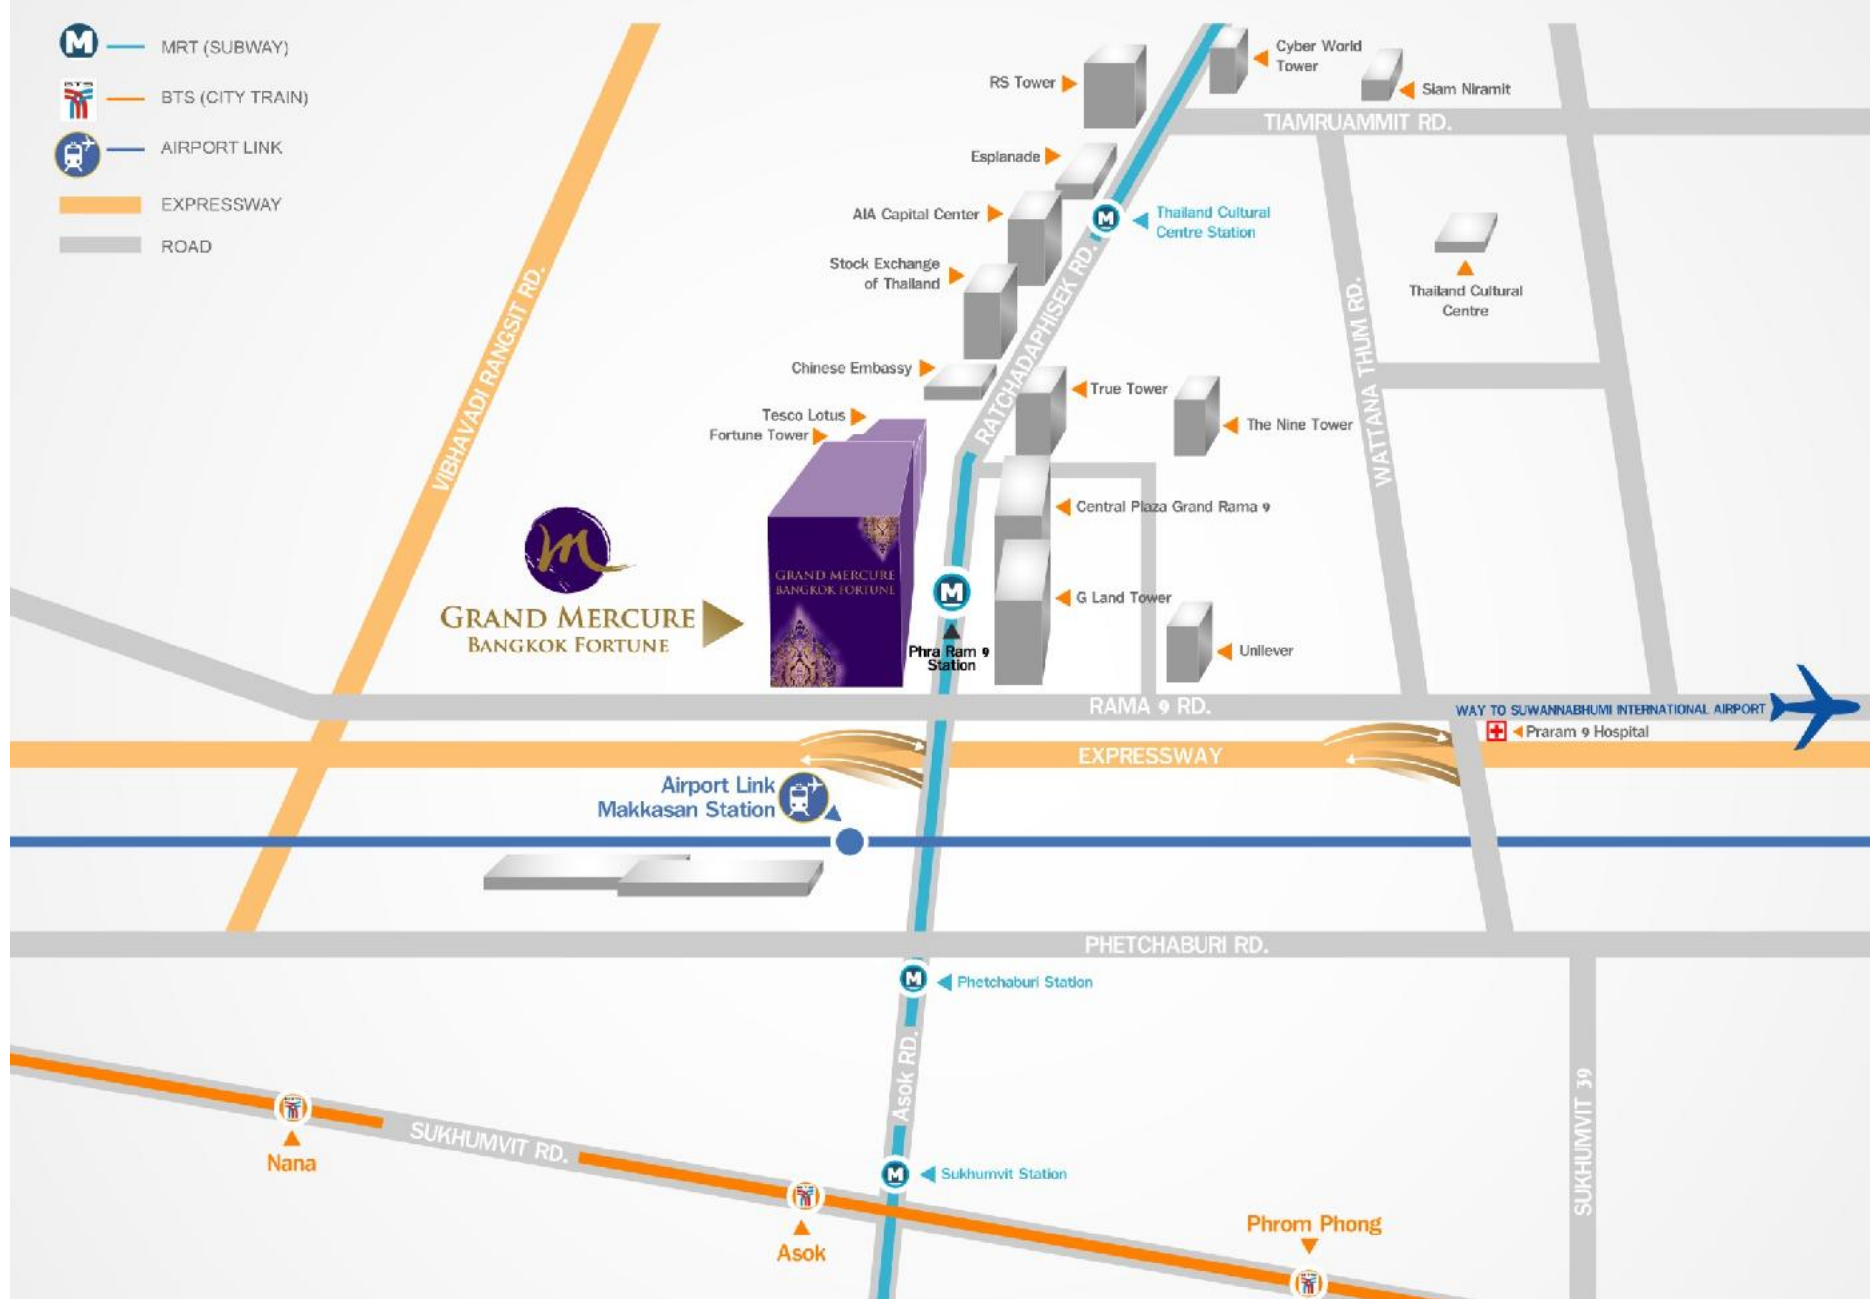 MRT (SUBWAY)
BTS (CITY TRAIN)
AIRPORT LINK
EXPRESSWAY
ROAD
Cyber World
Tower
RS Tower
Siam Niramit
TIAMRUAMMIT RD.
Esplanade
AIA Capital Center
Thailand Cultural
Centre Station
Stock Exchange
of Thailand
Thailand Cultural
Centre
VIBHAVADI RANGSIT RD.
RATCHADAPHISEK RD.
WATTANA THUM RD.
Chinese Embassy
True Tower
Tesco Lotus
Fortune Tower
The Nine Tower
Central Plaza Grand Rama 9
GRAND MERCURE
BANGKOK FORTUNE
GRAND MERCURE
BANGKOK FORTUNE
M
G Land Tower
Phra Ram 9
Station
Unilever
RAMA 9 RD.
WAY TO SUWANNABHUMI INTERNATIONAL AIRPORT
Praram 9 Hospital
EXPRESSWAY
Airport Link
Makkasan Station
PHETCHABURI RD.
M
Phetchaburi Station
Asok RD.
SUKHUMVIT 39
SUKHUMVIT RD.
Nana
M
Sukhumvit Station
Asok
Phrom Phong